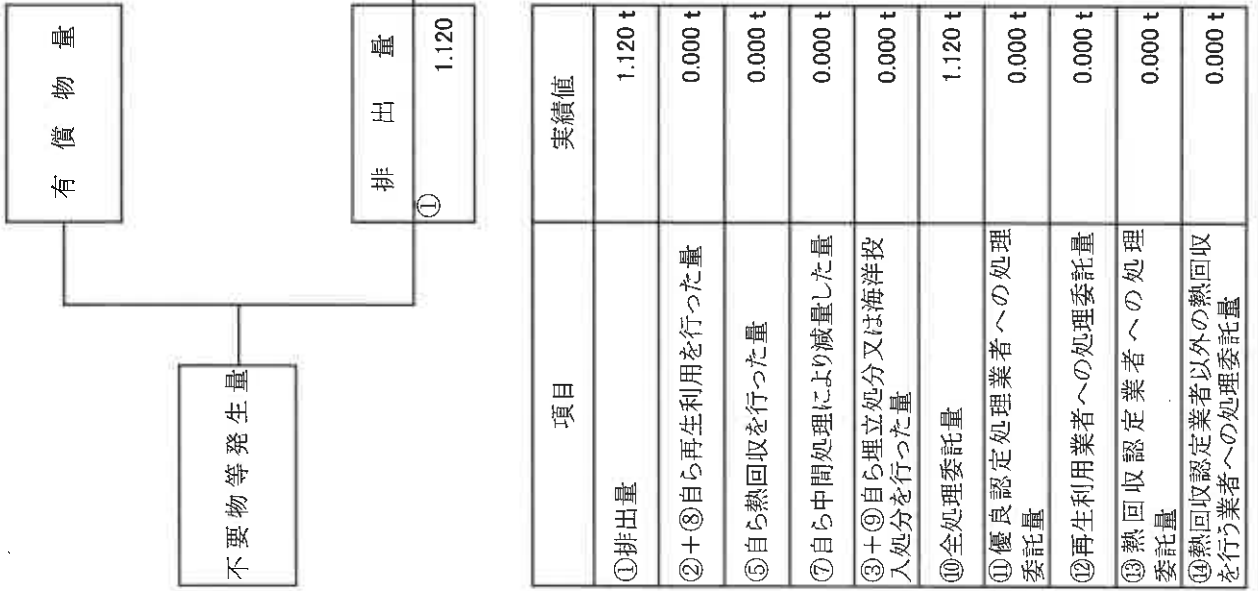 不要物等発生量
有償物量
排出量
①
1.120
項目 実績値
①排出量 1.120 t
②+⑧自ら再生利用を行った量 0.000 t
⑤自ら熱回収を行った量 0.000 t
⑦自ら中間処理により減量した量 0.000 t
③+⑨自ら埋立処分又は海洋投
入処分を行った量 0.000 t
⑩全処理委託量 1.120 t
⑪優良認定処理業者への処理
委託量 0.000 t
⑫再生利用業者への処理委託量 0.000 t
⑬熱回収認定業者への処理
委託量 0.000 t
⑭熱回収認定業者以外の熱回収
を行う業者への処理委託量 0.000 t